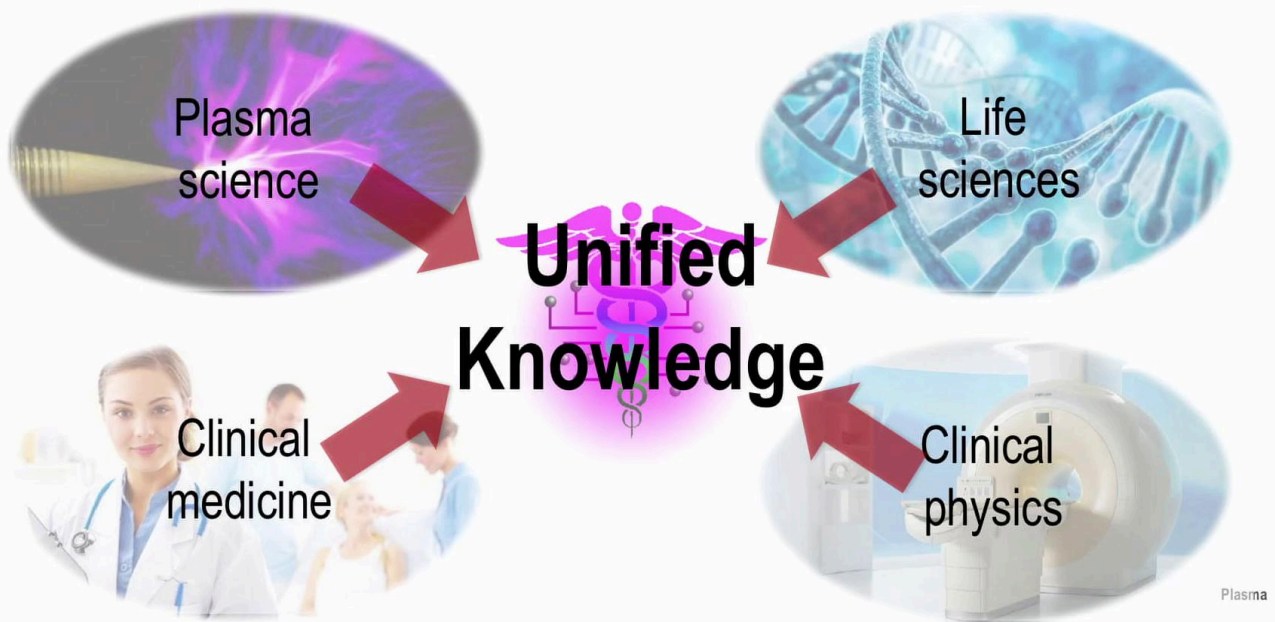 Plasma
science
Life
sciences
Unified
Knowledge
Clinical
medicine
Clinical
physics
Plasma